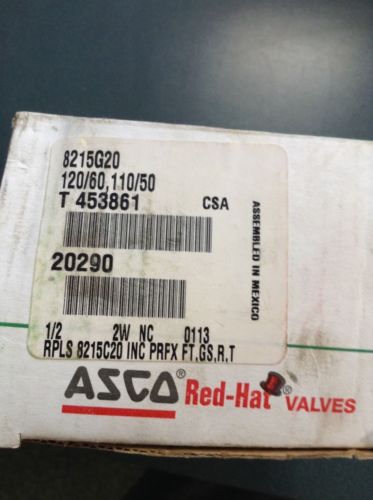 8215G20
120/60,110/50
T 453861 CSA
ASSEMBLED IN MEXICO
20290
1/2 2W NC 0113
RPLS 8215C20 INC PRFX FT,GS,R,T
ASCO® Red-Hat® VALVES